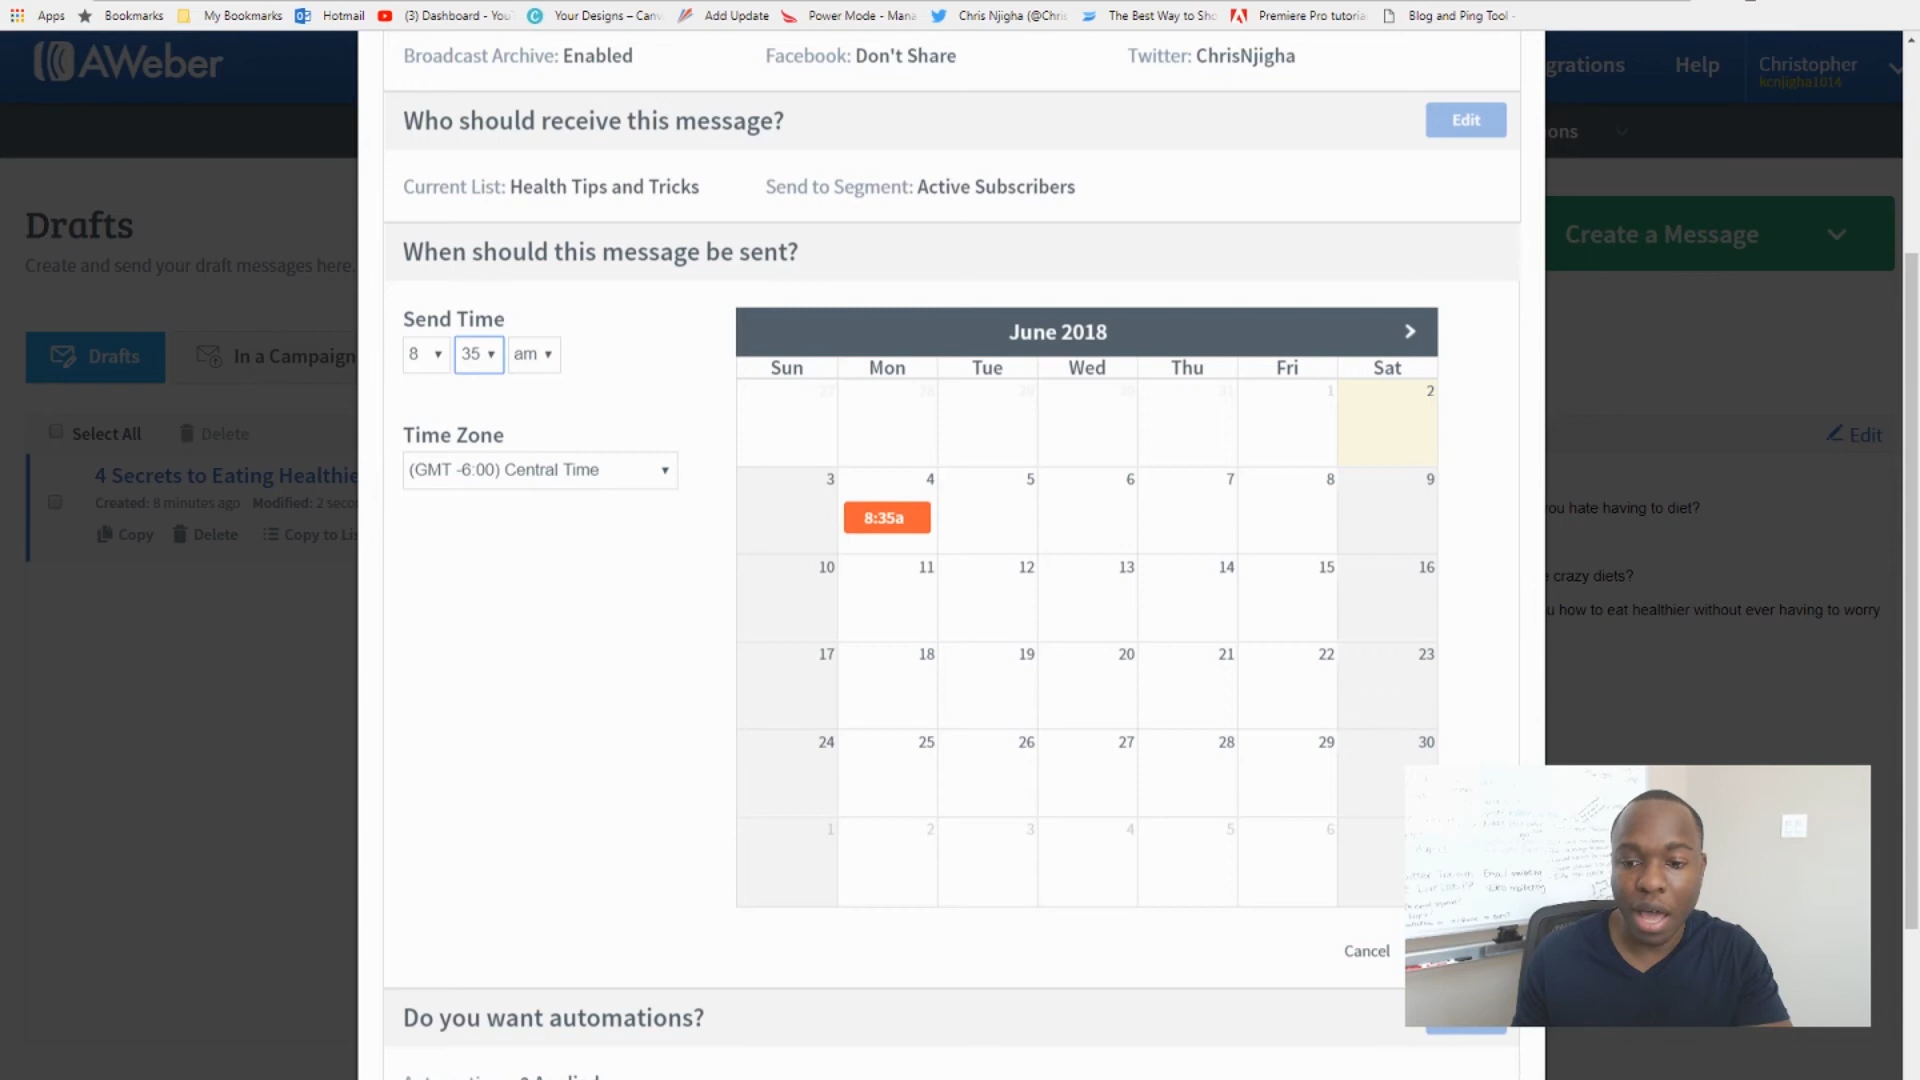 Apps Bookmarks My Bookmarks Hotmail (3) Dashboard - You Your Designs – Canv Add Update Power Mode - Mana Chris Njigha (@Chris The Best Way to Sho Premiere Pro tutoria Blog and Ping Tool -
AWeber
grations Help Christopher
kcnjigha1014
ons
Broadcast Archive: Enabled Facebook: Don't Share Twitter: ChrisNjigha
Who should receive this message? Edit
Current List: Health Tips and Tricks Send to Segment: Active Subscribers
Drafts
Create and send your draft messages here.
Create a Message
When should this message be sent?
Send Time
8 35 am
Time Zone
(GMT -6:00) Central Time
Drafts In a Campaign
Select All Delete
4 Secrets to Eating Healthie
Created: 8 minutes ago Modified: 2 seco
Copy Delete Copy to Lis
June 2018
Sun Mon Tue Wed Thu Fri Sat
27 28 29 30 31 1 2
3 4 5 6 7 8 9
8:35a
10 11 12 13 14 15 16
17 18 19 20 21 22 23
24 25 26 27 28 29 30
1 2 3 4 5 6
Edit
ou hate having to diet?
crazy diets?
u how to eat healthier without ever having to worry
Cancel
Do you want automations?